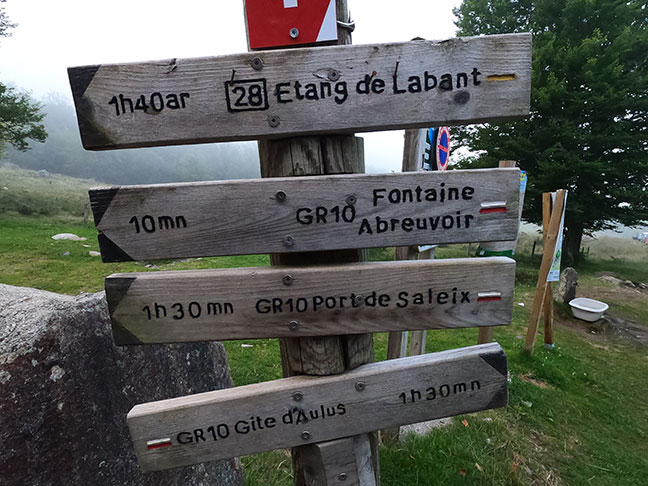 1h40ar 28 Etang de Labant
10mn GR10 Fontaine
Abreuvoir
1h30mn GR10 Port de Saleix
GR10 Gite d'Aulus 1h30mn